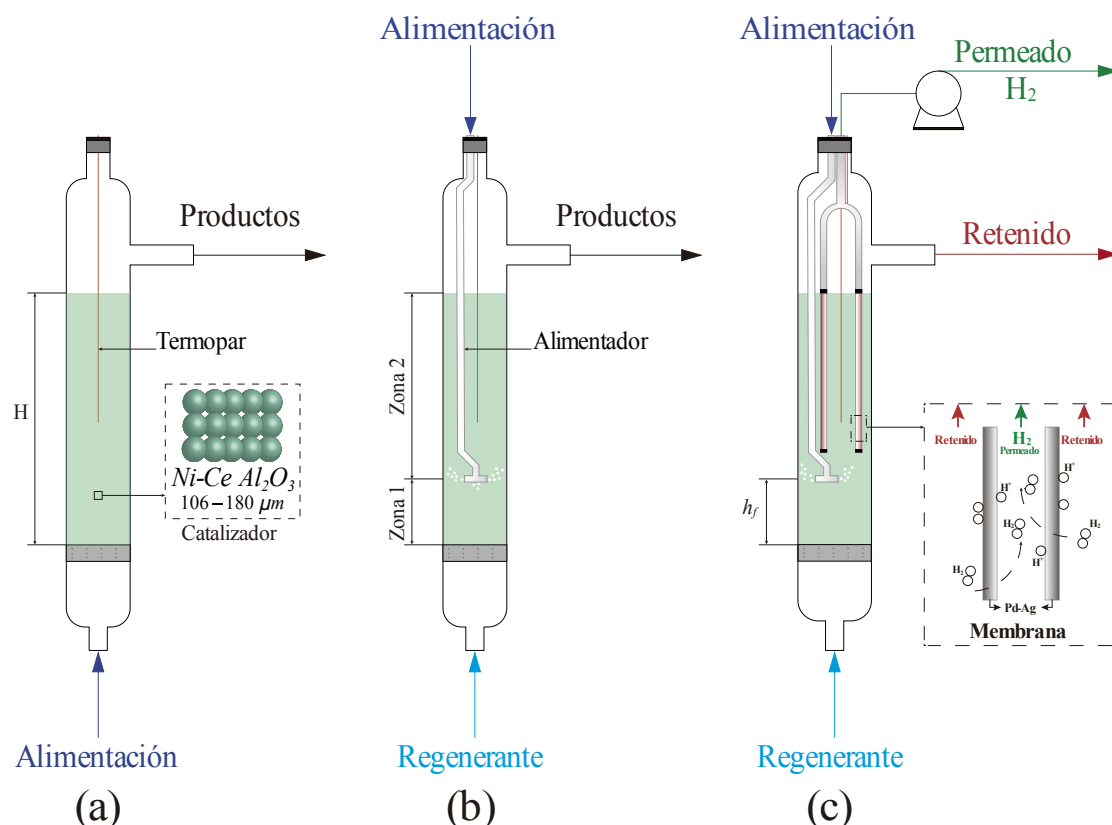 Alimentación
Alimentación
Permeado
H2
Productos
Productos
Retenido
H
Termopar
Ni-Ce Al2O3
106–180 μm
Catalizador
Zona 2
Zona 1
Alimentador
hf
Retenido
H2
Permeado
Retenido
H+
H+
H2
H2
H+
H2
Pd-Ag
Membrana
Alimentación
Regenerante
Regenerante
(a)
(b)
(c)